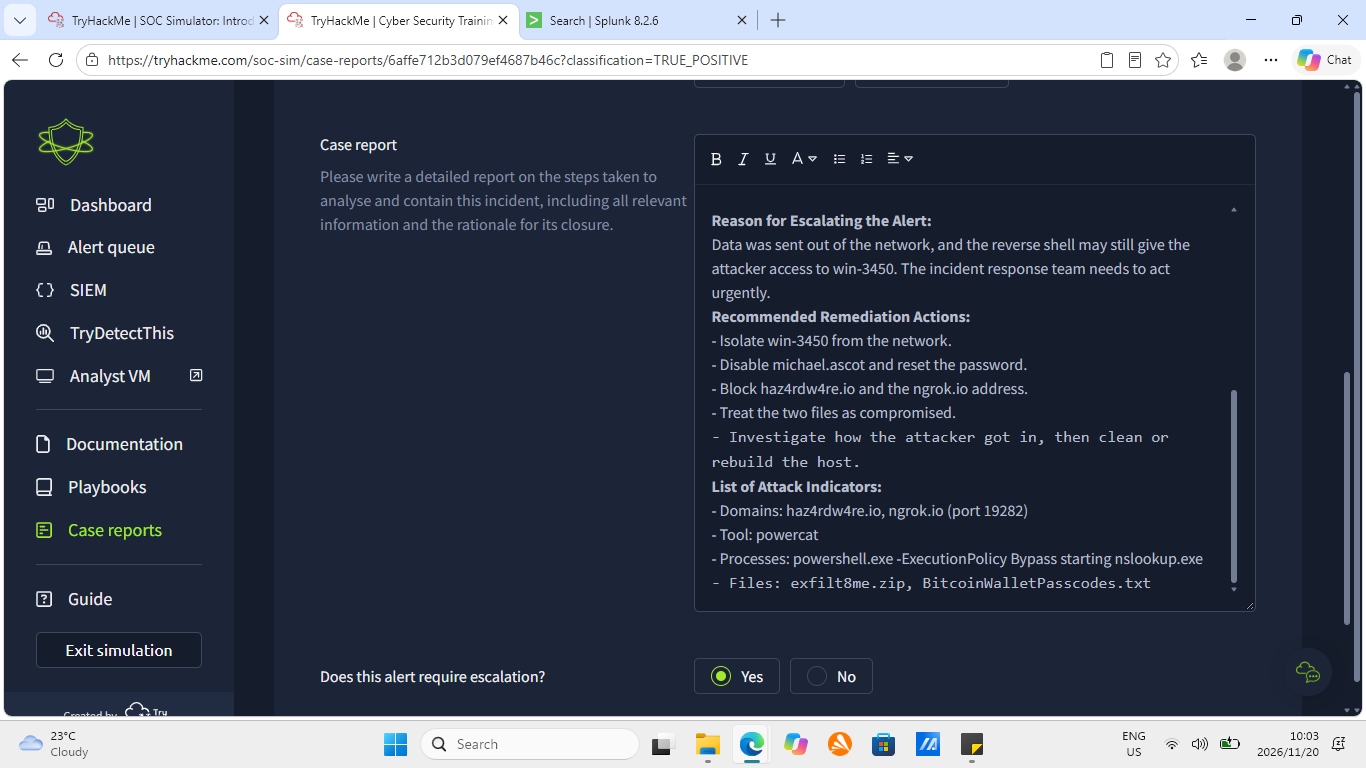 TryHackMe | SOC Simulator: Introd
TryHackMe | Cyber Security Trainin
Search | Splunk 8.2.6
https://tryhackme.com/soc-sim/case-reports/6affe712b3d079ef4687b46c?classification=TRUE_POSITIVE
Chat
Dashboard
Alert queue
SIEM
TryDetectThis
Analyst VM
Documentation
Playbooks
Case reports
Guide
Exit simulation
Created by
Try
Case report
Please write a detailed report on the steps taken to
analyse and contain this incident, including all relevant
information and the rationale for its closure.
B I U A
Reason for Escalating the Alert:
Data was sent out of the network, and the reverse shell may still give the
attacker access to win-3450. The incident response team needs to act
urgently.
Recommended Remediation Actions:
- Isolate win-3450 from the network.
- Disable michael.ascot and reset the password.
- Block haz4rdw4re.io and the ngrok.io address.
- Treat the two files as compromised.
- Investigate how the attacker got in, then clean or
rebuild the host.
List of Attack Indicators:
- Domains: haz4rdw4re.io, ngrok.io (port 19282)
- Tool: powercat
- Processes: powershell.exe -ExecutionPolicy Bypass starting nslookup.exe
- Files: exfilt8me.zip, BitcoinWalletPasscodes.txt
Does this alert require escalation?
Yes
No
23°C
Cloudy
Search
ENG
US
10:03
2026/11/20